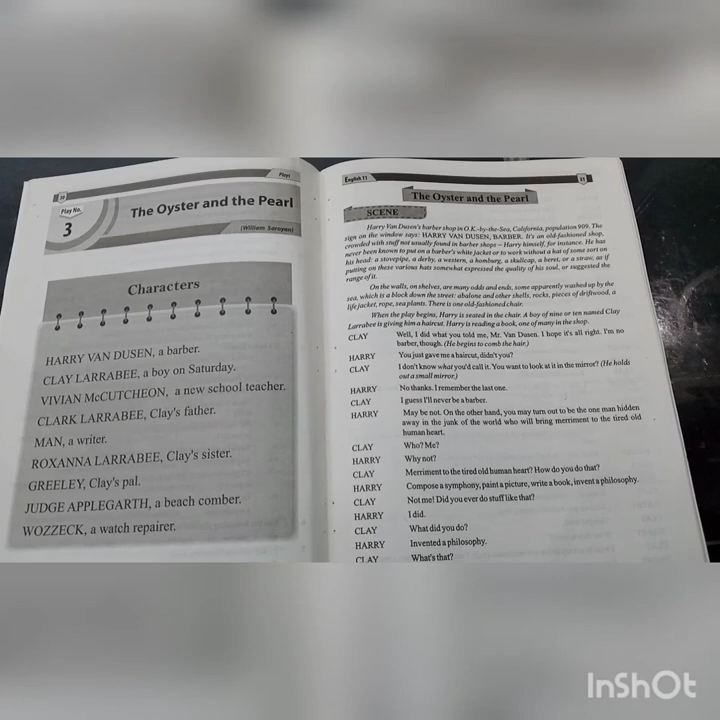 30
Plays
Play No.
3
The Oyster and the Pearl
(William Saroyan)
Characters
HARRY VAN DUSEN, a barber.
CLAY LARRABEE, a boy on Saturday.
VIVIAN McCUTCHEON, a new school teacher.
CLARK LARRABEE, Clay's father.
MAN, a writer.
ROXANNA LARRABEE, Clay's sister.
GREELEY, Clay's pal.
JUDGE APPLEGARTH, a beach comber.
WOZZECK, a watch repairer.
English 11
31
The Oyster and the Pearl
SCENE
Harry Van Dusen's barber shop in O.K.-by-the-Sea, California, population 909. The
sign on the window says: HARRY VAN DUSEN, BARBER. It's an old-fashioned shop,
crowded with stuff not usually found in barber shops – Harry himself, for instance. He has
never been known to put on a barber's white jacket or to work without a hat of some sort on
his head: a stovepipe, a derby, a western, a homburg, a skullcap, a beret, or a straw, as if
putting on these various hats somewhat expressed the quality of his soul, or suggested the
range of it.
On the walls, on shelves, are many odds and ends, some apparently washed up by the
sea, which is a block down the street: abalone and other shells, rocks, pieces of driftwood, a
life jacket, rope, sea plants. There is one old-fashioned chair.
When the play begins, Harry is seated in the chair. A boy of nine or ten named Clay
Larrabee is giving him a haircut. Harry is reading a book, one of many in the shop.
CLAY Well, I did what you told me, Mr. Van Dusen. I hope it's all right. I'm no
barber, though. (He begins to comb the hair.)
HARRY You just gave me a haircut, didn't you?
CLAY I don't know what you'd call it. You want to look at it in the mirror? (He holds
out a small mirror.)
HARRY No thanks. I remember the last one.
CLAY I guess I'll never be a barber.
HARRY May be not. On the other hand, you may turn out to be the one man hidden
away in the junk of the world who will bring merriment to the tired old
human heart.
CLAY Who? Me?
HARRY Why not?
CLAY Merriment to the tired old human heart? How do you do that?
HARRY Compose a symphony, paint a picture, write a book, invent a philosophy.
CLAY Not me! Did you ever do stuff like that?
HARRY I did.
CLAY What did you do?
HARRY Invented a philosophy.
CLAY What's that?
InShOt